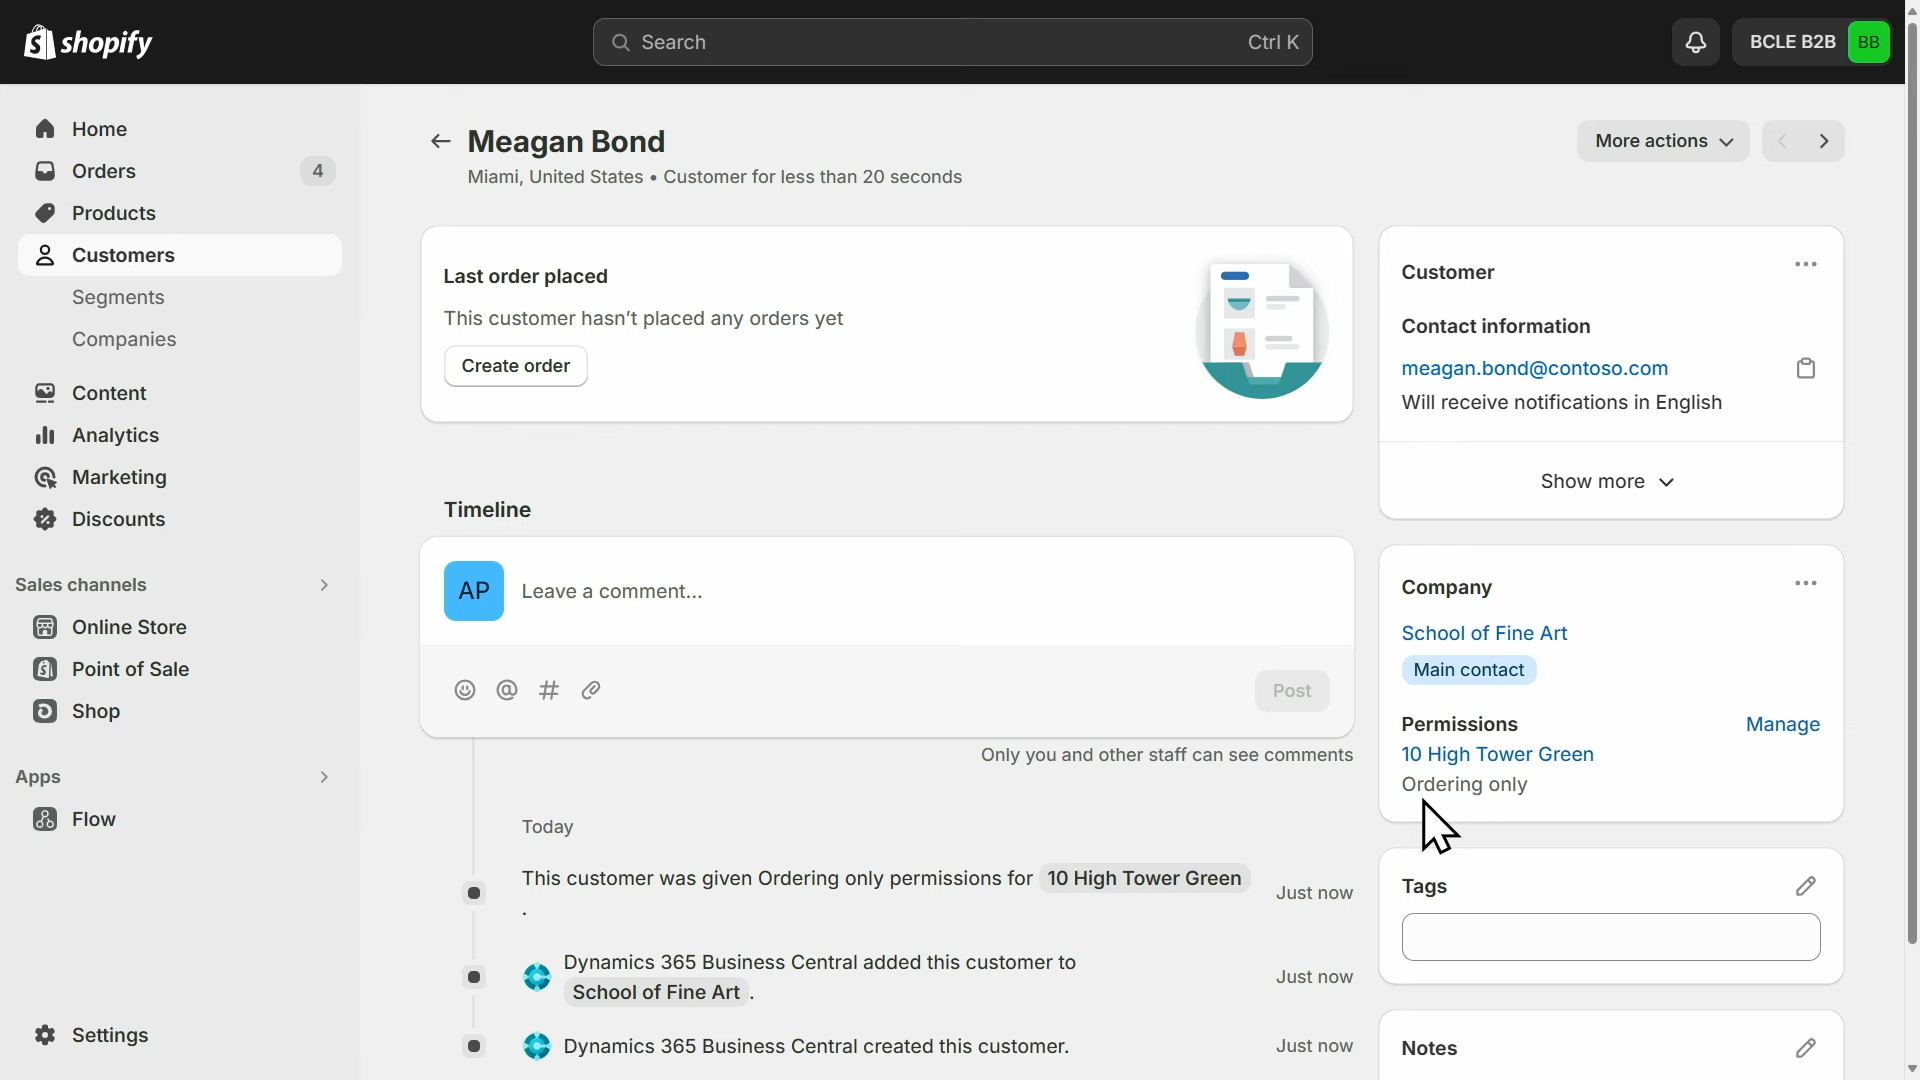 shopify
Search
Ctrl K
BCLE B2B
BB
Home
Orders
4
Products
Customers
Segments
Companies
Content
Analytics
Marketing
Discounts
Sales channels
Online Store
Point of Sale
Shop
Apps
Flow
Settings
Meagan Bond
Miami, United States • Customer for less than 20 seconds
More actions
Last order placed
This customer hasn't placed any orders yet
Create order
Timeline
AP
Leave a comment...
@ #
Post
Only you and other staff can see comments
Today
This customer was given Ordering only permissions for 10 High Tower Green
.
Just now
Dynamics 365 Business Central added this customer to
School of Fine Art .
Just now
Dynamics 365 Business Central created this customer.
Just now
Customer
Contact information
meagan.bond@contoso.com
Will receive notifications in English
Show more
Company
School of Fine Art
Main contact
Permissions
Manage
10 High Tower Green
Ordering only
Tags
Notes